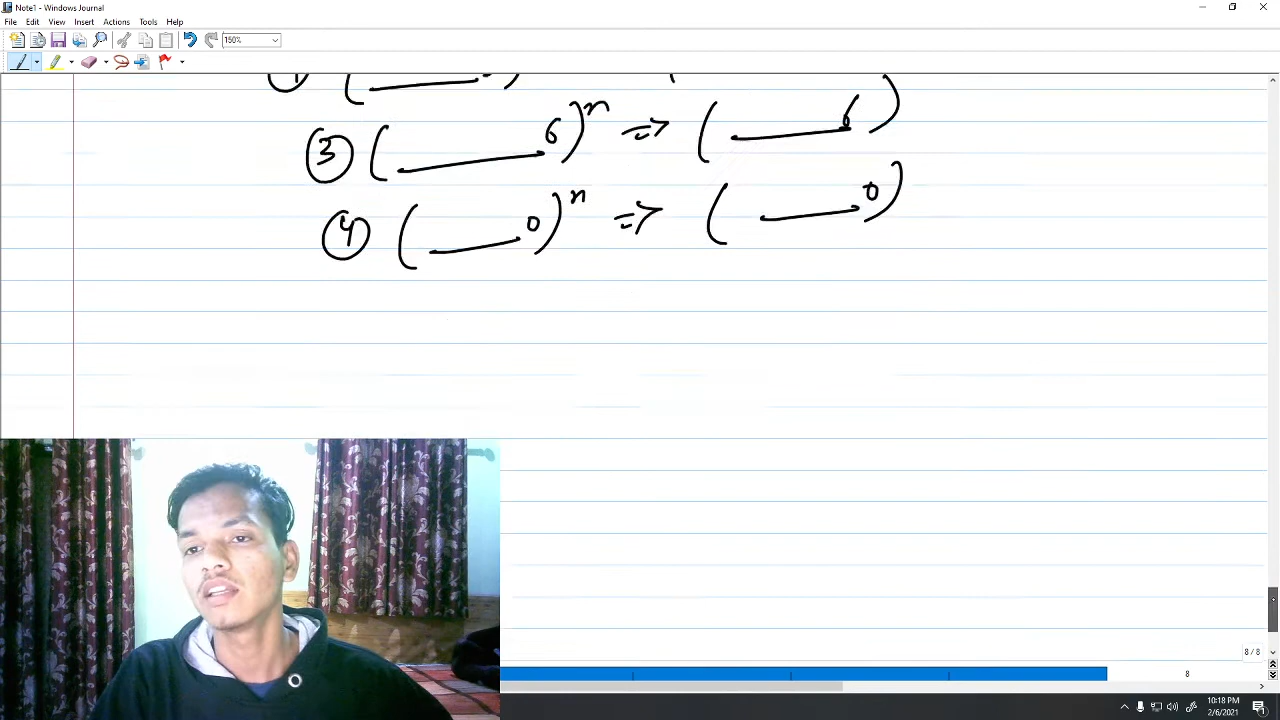 Note1 - Windows Journal
File Edit View Insert Actions Tools Help
150%
③ ( 6 )ⁿ => ( 6 )
④ ( 0 )ⁿ => ( 0 )
8 / 8
8
10:18 PM
2/6/2021